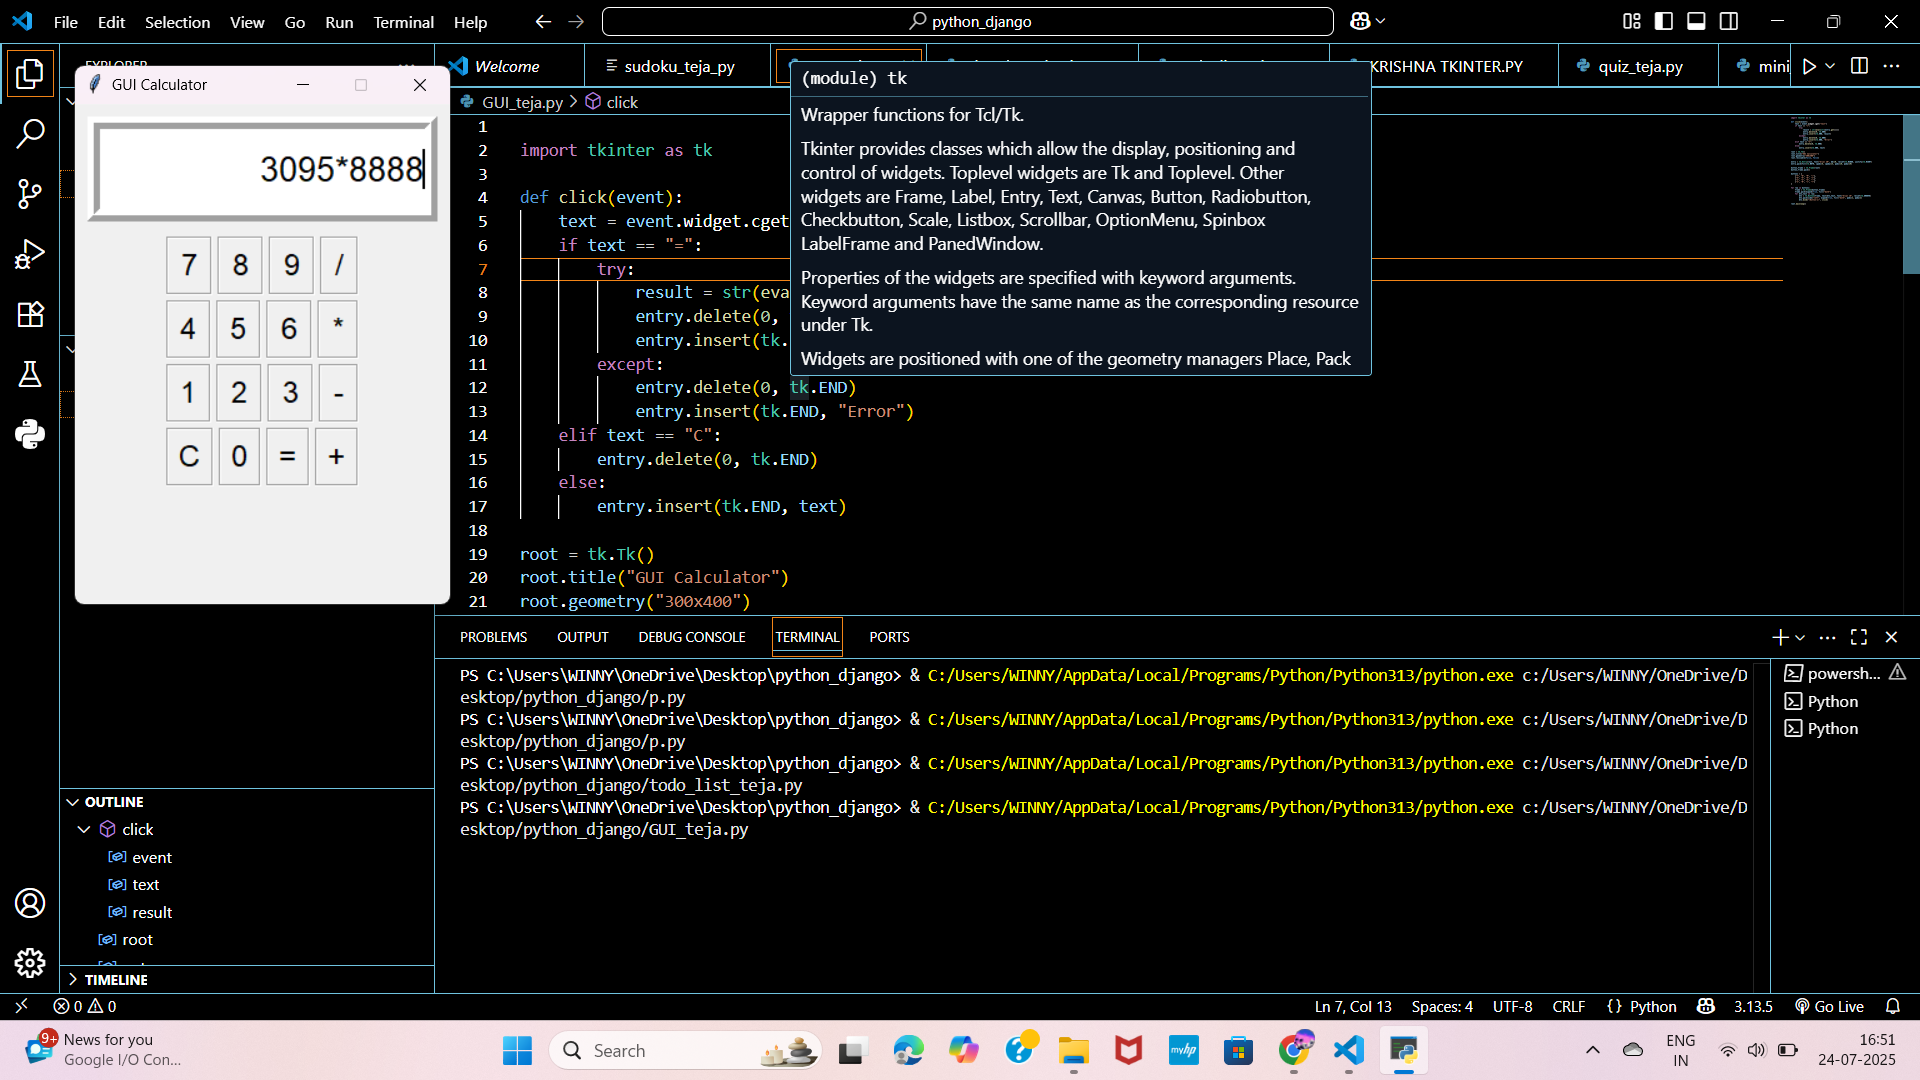 File Edit Selection View Go Run Terminal Help
python_django
EXPLORER
Welcome
sudoku_teja_py
KRISHNA TKINTER.PY
quiz_teja.py
mini
GUI_teja.py > click
GUI Calculator
3095*8888
7 8 9 /
4 5 6 *
1 2 3 -
C 0 = +
(module) tk
Wrapper functions for Tcl/Tk.
Tkinter provides classes which allow the display, positioning and
control of widgets. Toplevel widgets are Tk and Toplevel. Other
widgets are Frame, Label, Entry, Text, Canvas, Button, Radiobutton,
Checkbutton, Scale, Listbox, Scrollbar, OptionMenu, Spinbox
LabelFrame and PanedWindow.
Properties of the widgets are specified with keyword arguments.
Keyword arguments have the same name as the corresponding resource
under Tk.
Widgets are positioned with one of the geometry managers Place, Pack
1
2 import tkinter as tk
3
4 def click(event):
5 text = event.widget.cget
6 if text == "=":
7 try:
8 result = str(eva
9 entry.delete(0,
10 entry.insert(tk.
11 except:
12 entry.delete(0, tk.END)
13 entry.insert(tk.END, "Error")
14 elif text == "C":
15 entry.delete(0, tk.END)
16 else:
17 entry.insert(tk.END, text)
18
19 root = tk.Tk()
20 root.title("GUI Calculator")
21 root.geometry("300x400")
PROBLEMS OUTPUT DEBUG CONSOLE TERMINAL PORTS
PS C:\Users\WINNY\OneDrive\Desktop\python_django> & C:/Users/WINNY/AppData/Local/Programs/Python/Python313/python.exe c:/Users/WINNY/OneDrive/D
esktop/python_django/p.py
PS C:\Users\WINNY\OneDrive\Desktop\python_django> & C:/Users/WINNY/AppData/Local/Programs/Python/Python313/python.exe c:/Users/WINNY/OneDrive/D
esktop/python_django/p.py
PS C:\Users\WINNY\OneDrive\Desktop\python_django> & C:/Users/WINNY/AppData/Local/Programs/Python/Python313/python.exe c:/Users/WINNY/OneDrive/D
esktop/python_django/todo_list_teja.py
PS C:\Users\WINNY\OneDrive\Desktop\python_django> & C:/Users/WINNY/AppData/Local/Programs/Python/Python313/python.exe c:/Users/WINNY/OneDrive/D
esktop/python_django/GUI_teja.py
powersh...
Python
Python
OUTLINE
click
event
text
result
root
TIMELINE
0 0
Ln 7, Col 13 Spaces: 4 UTF-8 CRLF {} Python 3.13.5 Go Live
9+
News for you
Google I/O Con...
Search
myhp
ENG
IN
16:51
24-07-2025